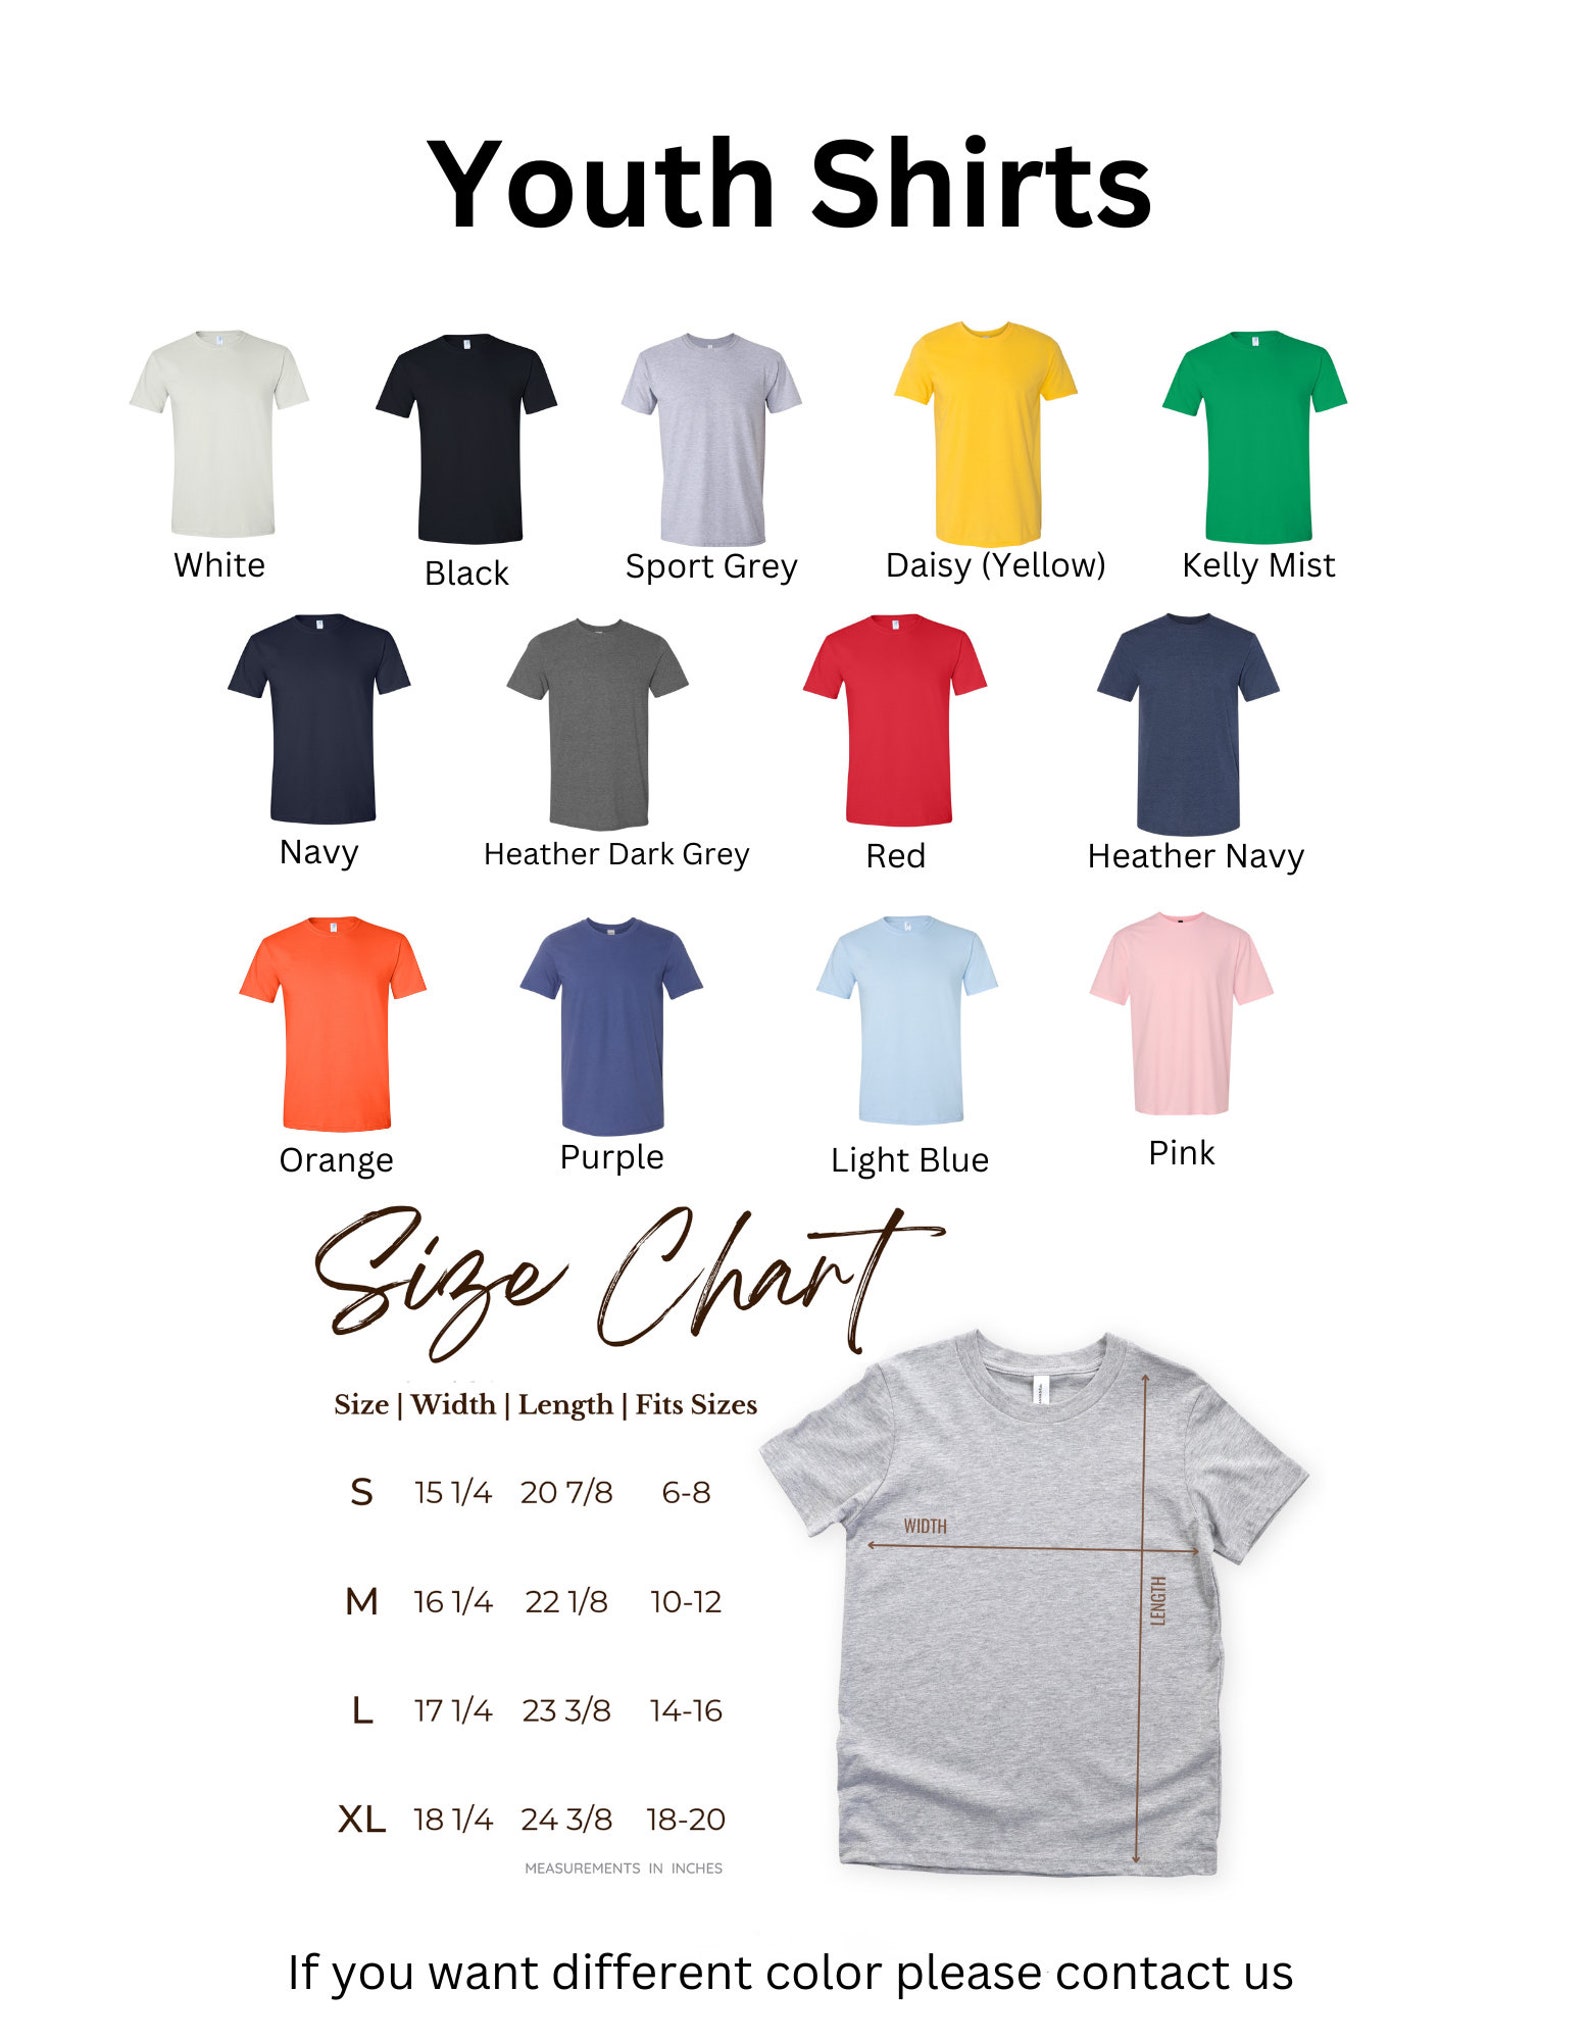 Youth Shirts
White
Black
Sport Grey
Daisy (Yellow)
Kelly Mist
Navy
Heather Dark Grey
Red
Heather Navy
Orange
Purple
Light Blue
Pink
Size Chart
Size | Width | Length | Fits Sizes
S 15 1/4 20 7/8 6-8
M 16 1/4 22 1/8 10-12
L 17 1/4 23 3/8 14-16
XL 18 1/4 24 3/8 18-20
MEASUREMENTS IN INCHES
WIDTH
LENGTH
If you want different color please contact us